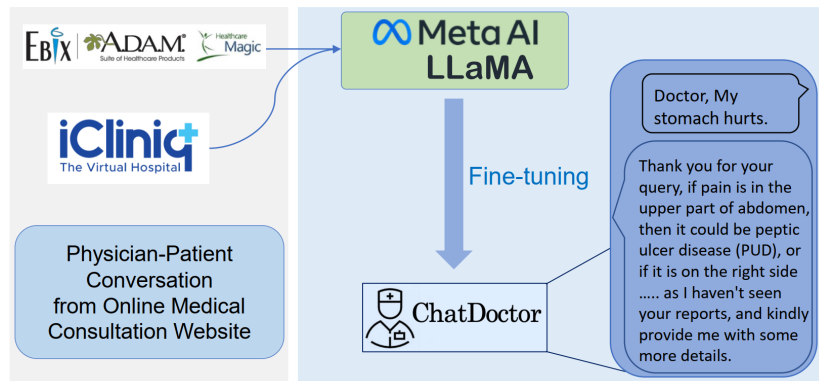 EBIX
ADAM.
Suite of Healthcare Products
Healthcare
Magic
iCliniq
The Virtual Hospital
Physician-Patient
Conversation
from Online Medical
Consultation Website
Meta AI
LLaMA
Fine-tuning
ChatDoctor
Doctor, My
stomach hurts.
Thank you for your
query, if pain is in the
upper part of abdomen,
then it could be peptic
ulcer disease (PUD), or
if it is on the right side
..... as I haven't seen
your reports, and kindly
provide me with some
more details.